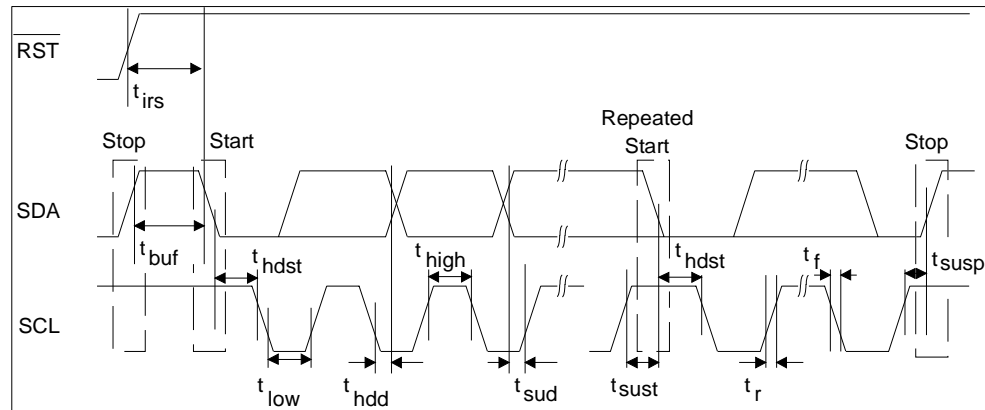 RST
t irs
Repeated
Stop Start Start Stop
SDA
t buf t hdst t high t hdst t f t susp
SCL
t low t hdd t sud t sust t r